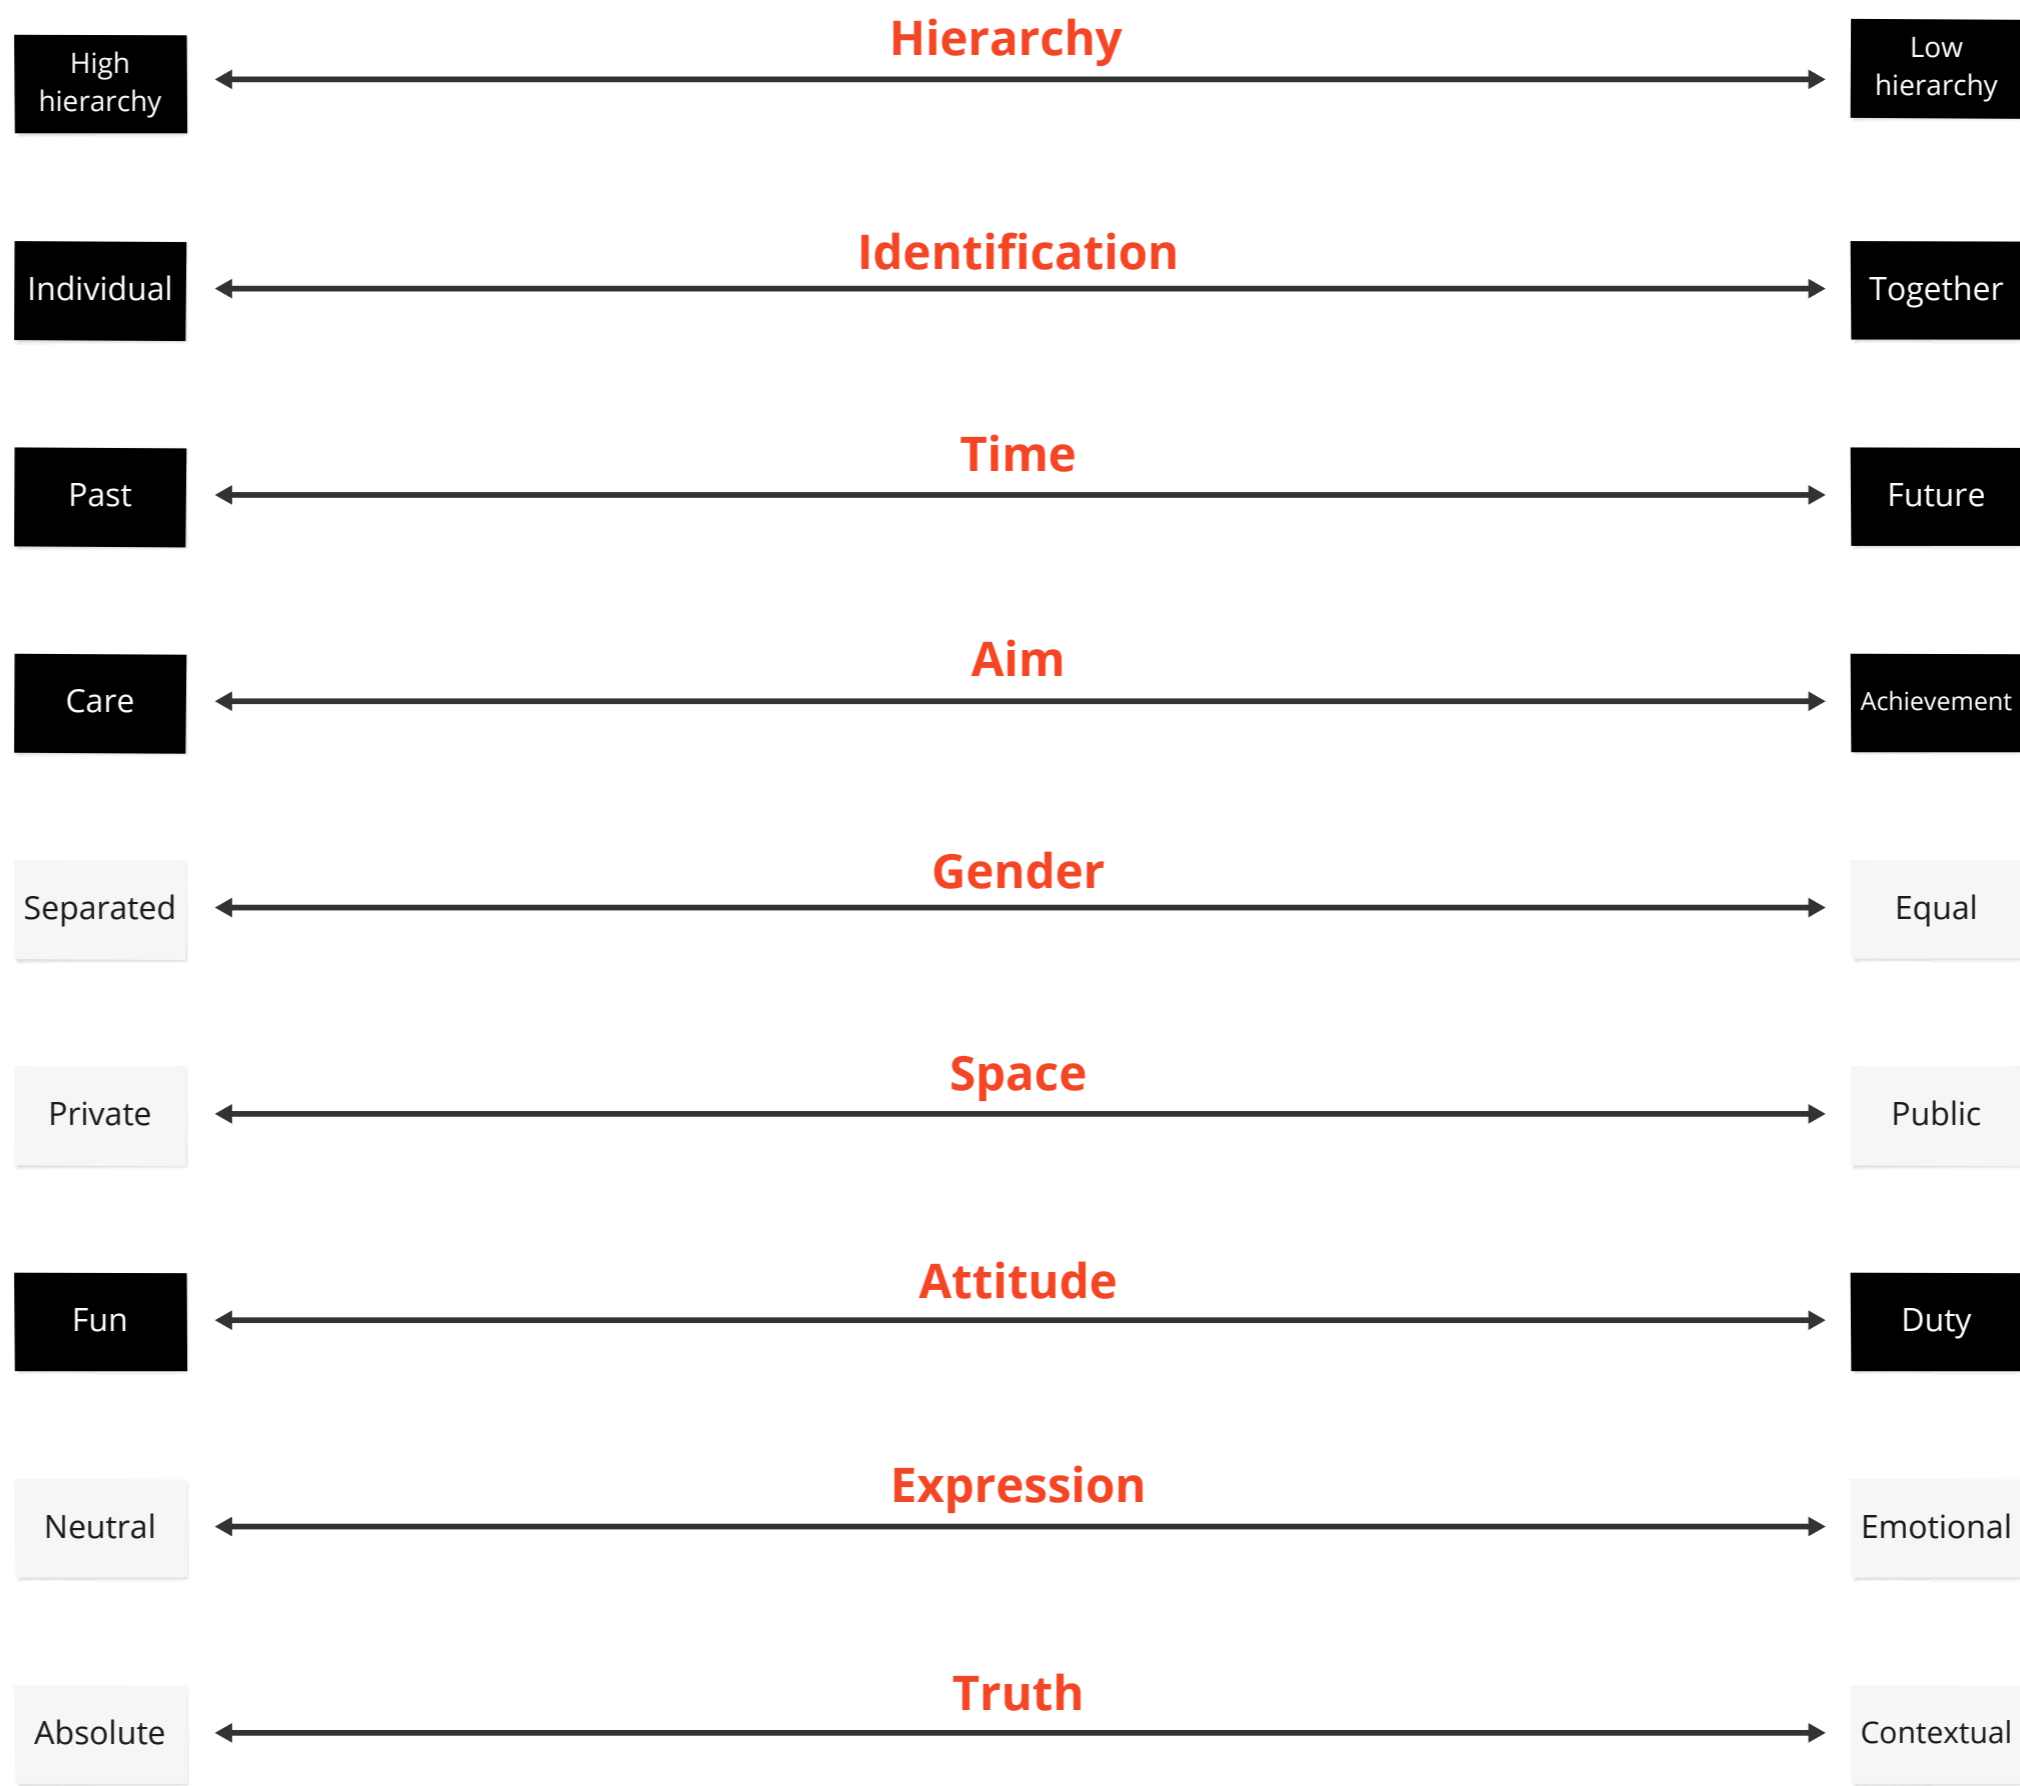 Hierarchy
High
hierarchy
Low
hierarchy
Identification
Individual
Together
Time
Past
Future
Aim
Care
Achievement
Gender
Separated
Equal
Space
Private
Public
Attitude
Fun
Duty
Expression
Neutral
Emotional
Truth
Absolute
Contextual